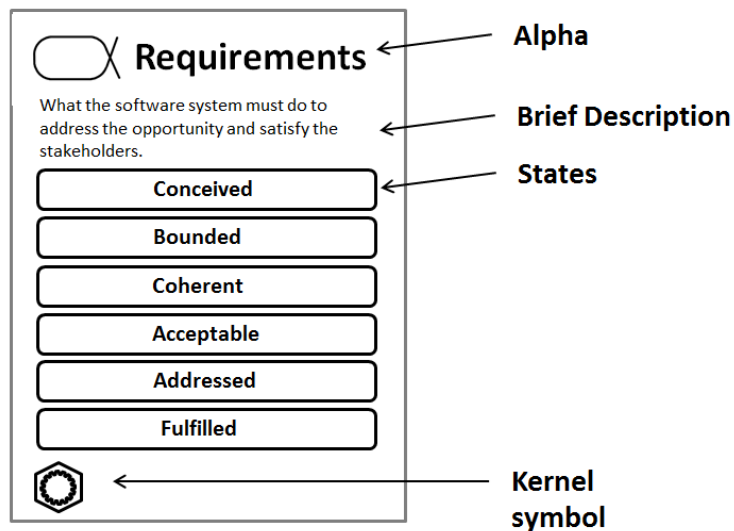 Requirements
Alpha
What the software system must do to
address the opportunity and satisfy the
stakeholders.
Brief Description
States
Conceived
Bounded
Coherent
Acceptable
Addressed
Fulfilled
Kernel
symbol